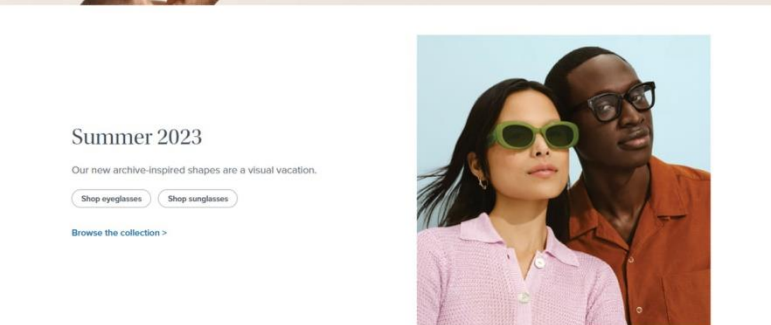 Summer 2023
Our new archive-inspired shapes are a visual vacation.
Shop eyeglasses
Shop sunglasses
Browse the collection >